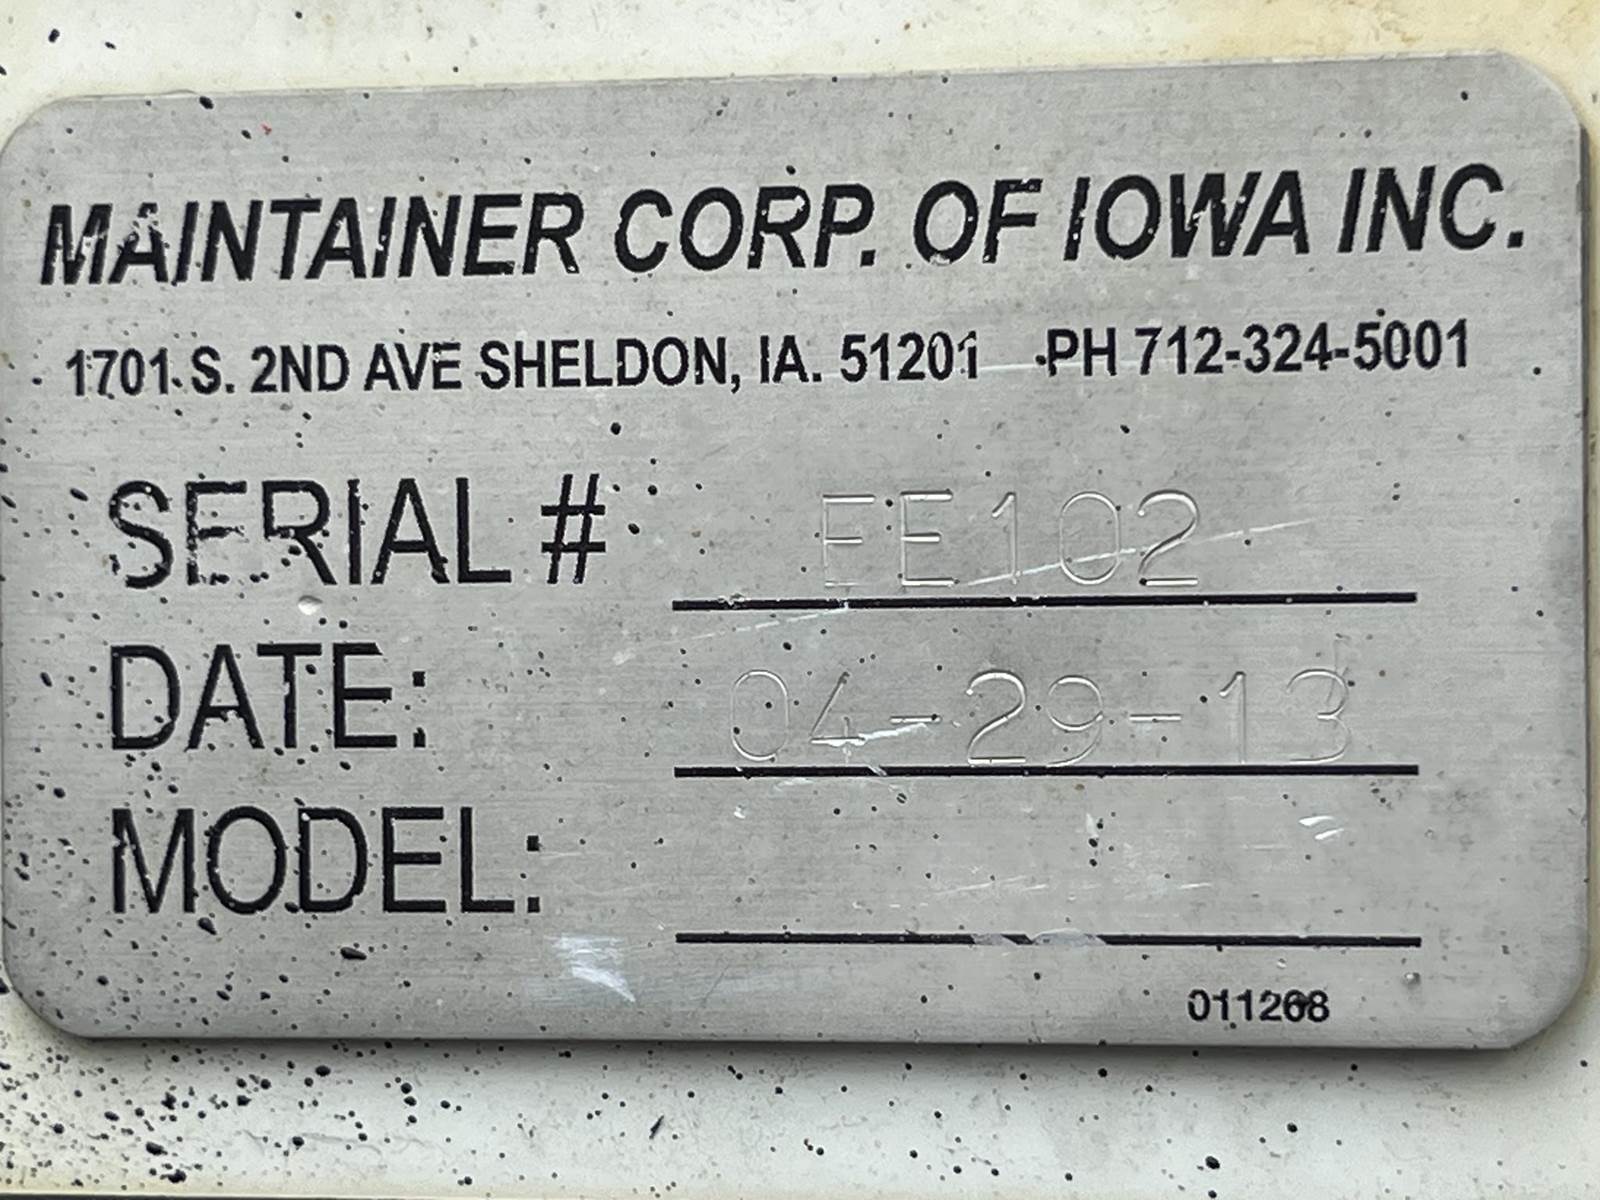 MAINTAINER CORP. OF IOWA INC.
1701 S. 2ND AVE SHELDON, IA. 51201 PH 712-324-5001
SERIAL # EE102
DATE: 04-29-13
MODEL:
011268